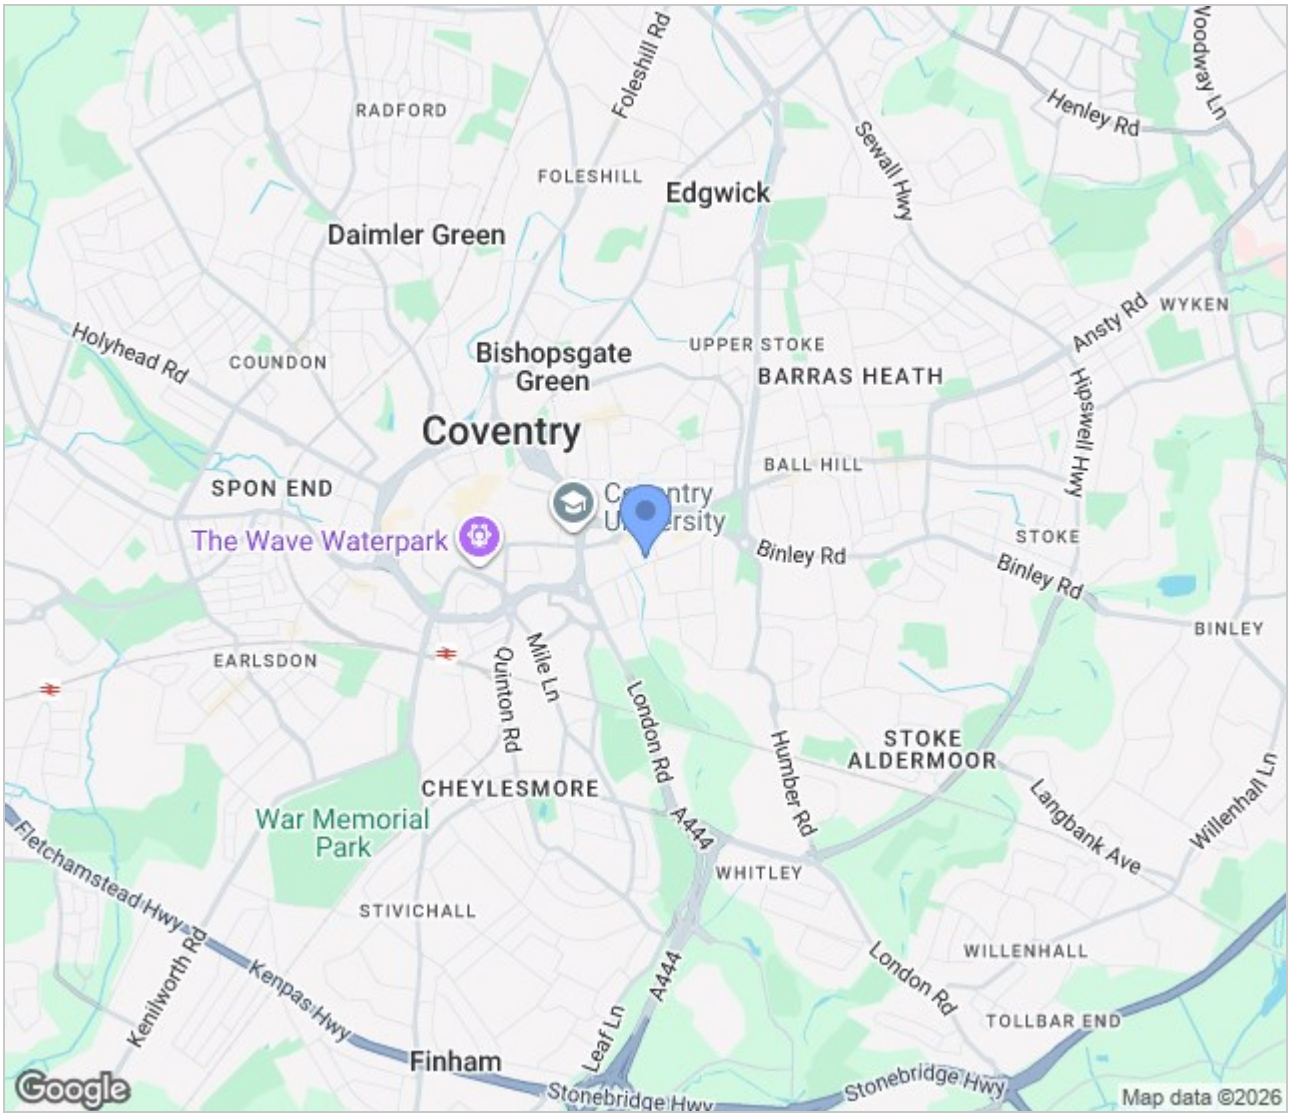 Woodway Ln
Foleshill Rd
RADFORD
Henley Rd
Sewall Hwy
FOLESHILL
Edgwick
Daimler Green
WYKEN
Ansty Rd
Holyhead Rd
UPPER STOKE
Bishopsgate
Green
COUNDON
BARRAS HEATH
Hipswell Hwy
Coventry
BALL HILL
SPON END
Coventry
University
The Wave Waterpark
STOKE
Binley Rd
Binley Rd
BINLEY
EARLSDON
Mile Ln
Quinton Rd
London Rd
STOKE
ALDERMOOR
Humber Rd
CHEYLESMORE
Langbank Ave
Willenhall Ln
War Memorial
Park
A444
Fletchamstead Hwy
WHITLEY
STIVICHALL
WILLENHALL
Kenilworth Rd
Kenpas Hwy
A444
London Rd
TOLLBAR END
Leaf Ln
Finham
Stonebridge Hwy
Stonebridge Hwy
Google
Map data ©2026